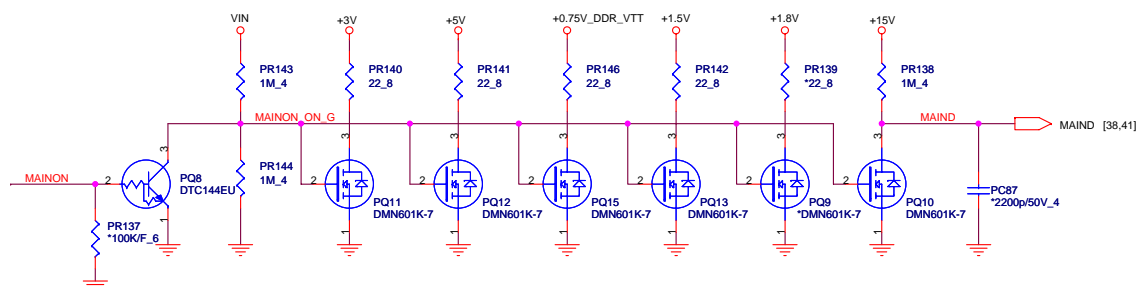 VIN
+3V
+5V
+0.75V_DDR_VTT
+1.5V
+1.8V
+15V
PR143
1M_4
PR140
22_8
PR141
22_8
PR146
22_8
PR142
22_8
PR139
*22_8
PR138
1M_4
MAINON_ON_G
MAIND
MAIND [38,41]
3
3
3
3
3
3
3
MAINON
2
PQ8
DTC144EU
PR144
1M_4
2
2
2
2
2
2
PQ11
DMN601K-7
PQ12
DMN601K-7
PQ15
DMN601K-7
PQ13
DMN601K-7
PQ9
*DMN601K-7
PQ10
DMN601K-7
PC87
*2200p/50V_4
PR137
*100K/F_6
1
1
1
1
1
1
1